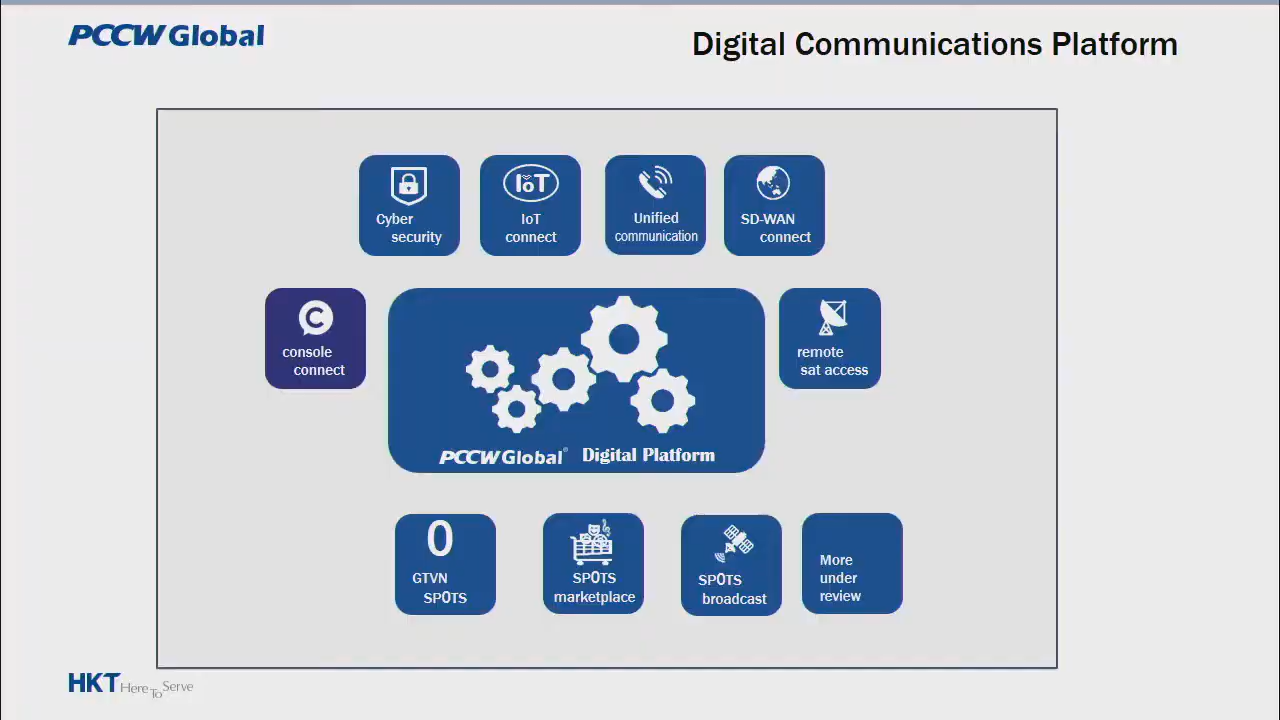 PCCW Global
Digital Communications Platform
Cyber
security
IoT
IoT
connect
Unified
communication
SD-WAN
connect
C
console
connect
remote
sat access
PCCW Global® Digital Platform
0
GTVN
SP0TS
SP0TS
marketplace
SP0TS
broadcast
More
under
review
HKT Here To Serve